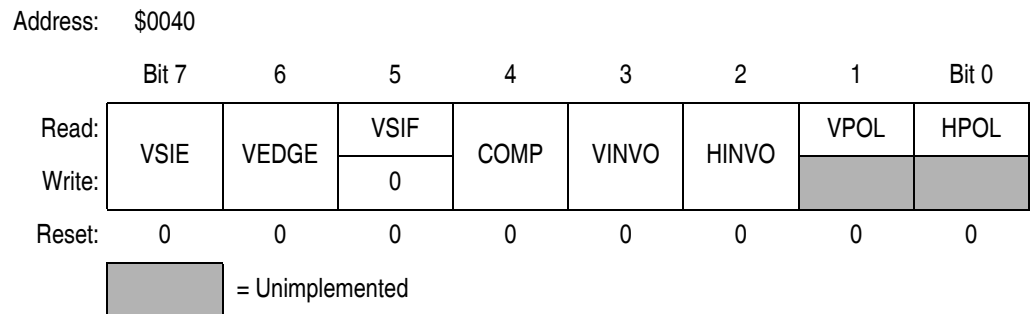 Address: $0040
Bit 7 6 5 4 3 2 1 Bit 0
Read: VSIE VEDGE VSIF COMP VINVO HINVO VPOL HPOL
Write: 0
Reset: 0 0 0 0 0 0 0 0
= Unimplemented